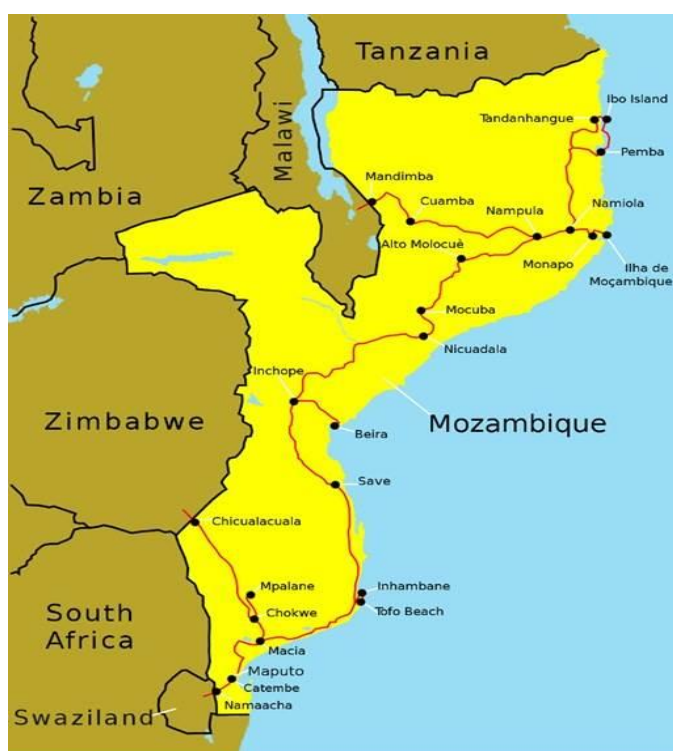 Tanzania
Ibo Island
Tandanhangue
Malawi
Pemba
Mandimba
Zambia
Cuamba
Nampula
Namiola
Alto Molocuè
Monapo
Ilha de
Moçambique
Mocuba
Nicuadala
Inchope
Zimbabwe
Mozambique
Beira
Save
Chicualacuala
Mpalane
Inhambane
South
Africa
Chokwe
Tofo Beach
Macia
Maputo
Catembe
Namaacha
Swaziland